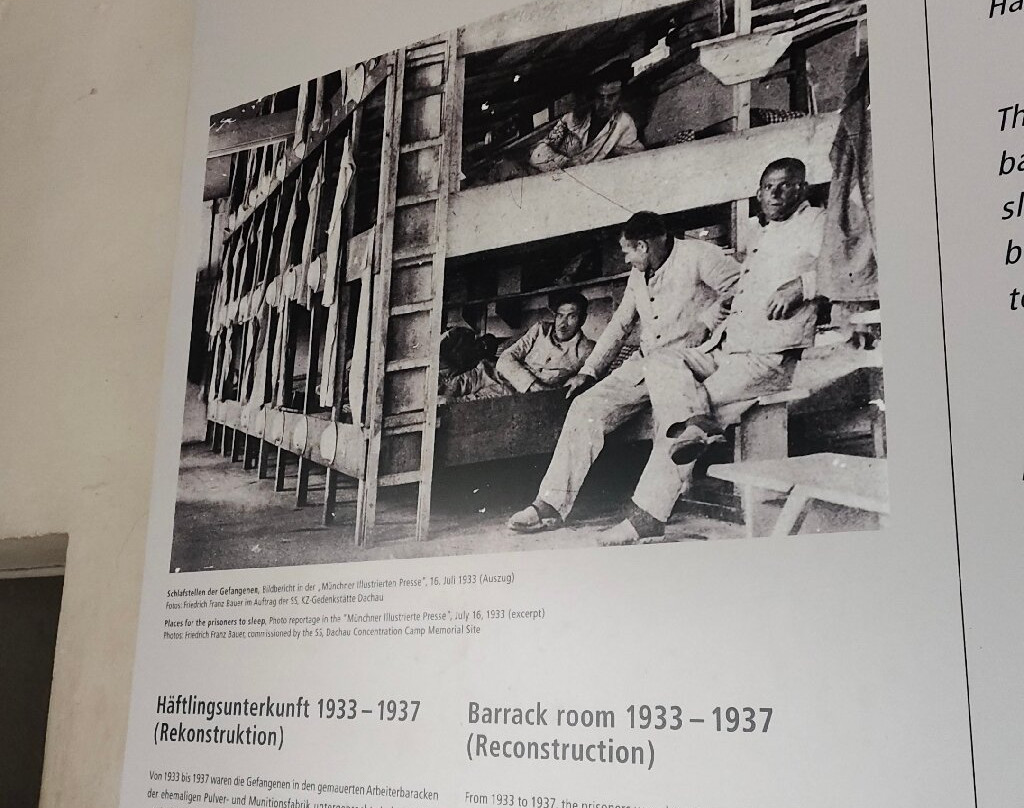 Schlafstellen der Gefangenen, Bildbericht in der „Münchner Illustrierten Presse", 16. Juli 1933 (Auszug)
Fotos: Friedrich Franz Bauer im Auftrag der SS, KZ-Gedenkstätte Dachau
Places for the prisoners to sleep, Photo reportage in the "Münchner Illustrierte Presse", July 16, 1933 (excerpt)
Photos: Friedrich Franz Bauer, commissioned by the SS, Dachau Concentration Camp Memorial Site
Häftlingsunterkunft 1933 – 1937
(Rekonstruktion)
Von 1933 bis 1937 waren die Gefangenen in den gemauerten Arbeiterbaracken
der ehemaligen Pulver- und Munitionsfabrik
Barrack room 1933 – 1937
(Reconstruction)
From 1933 to 1937, the
Ha
Th
ba
sl
b
te